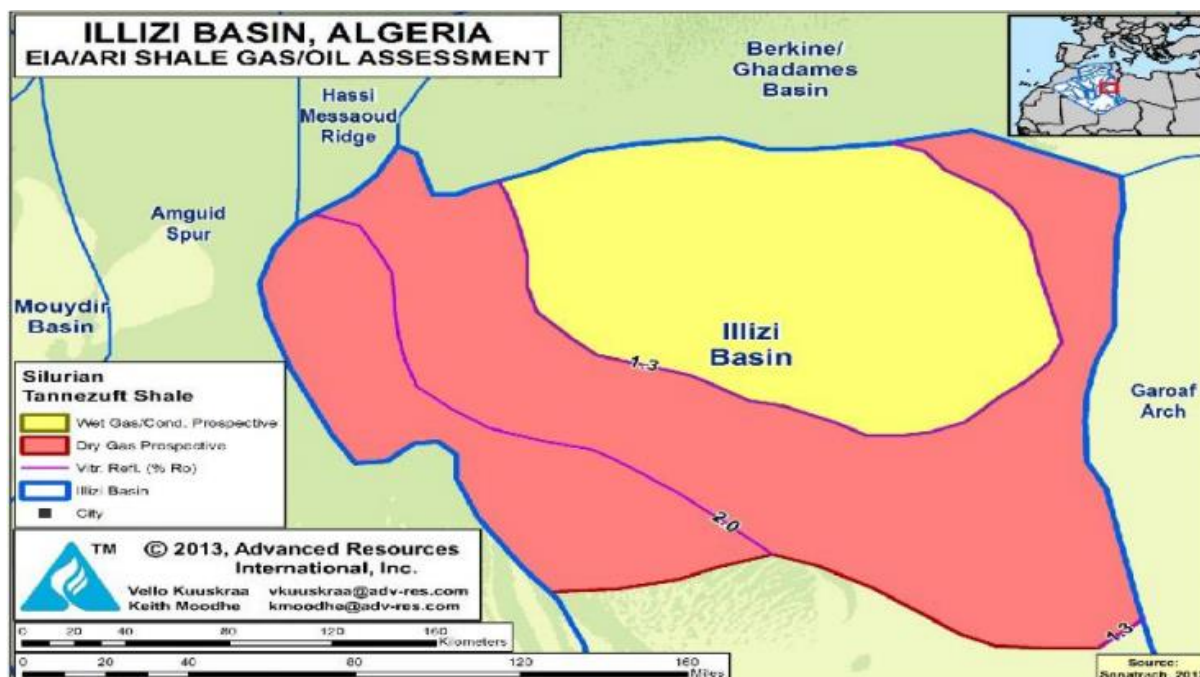 ILLIZI BASIN, ALGERIA
EIA/ARI SHALE GAS/OIL ASSESSMENT
Berkine/
Ghadames
Basin
Hassi
Messaoud
Ridge
Amguid
Spur
Mouydir
Basin
Illizi
Basin
1.3
Garoaf
Arch
Silurian
Tannezuft Shale
Wet Gas/Cond. Prospective
Dry Gas Prospective
Vitr. Refl. (% Ro)
Illizi Basin
City
2.0
1.3
TM
© 2013, Advanced Resources
International, Inc.
Vello Kuuskraa vkuuskraa@adv-res.com
Keith Moodhe kmoodhe@adv-res.com
0 10 20 40 80 120 160
Kilometers
0 20 40 80 120 160
Miles
Source: